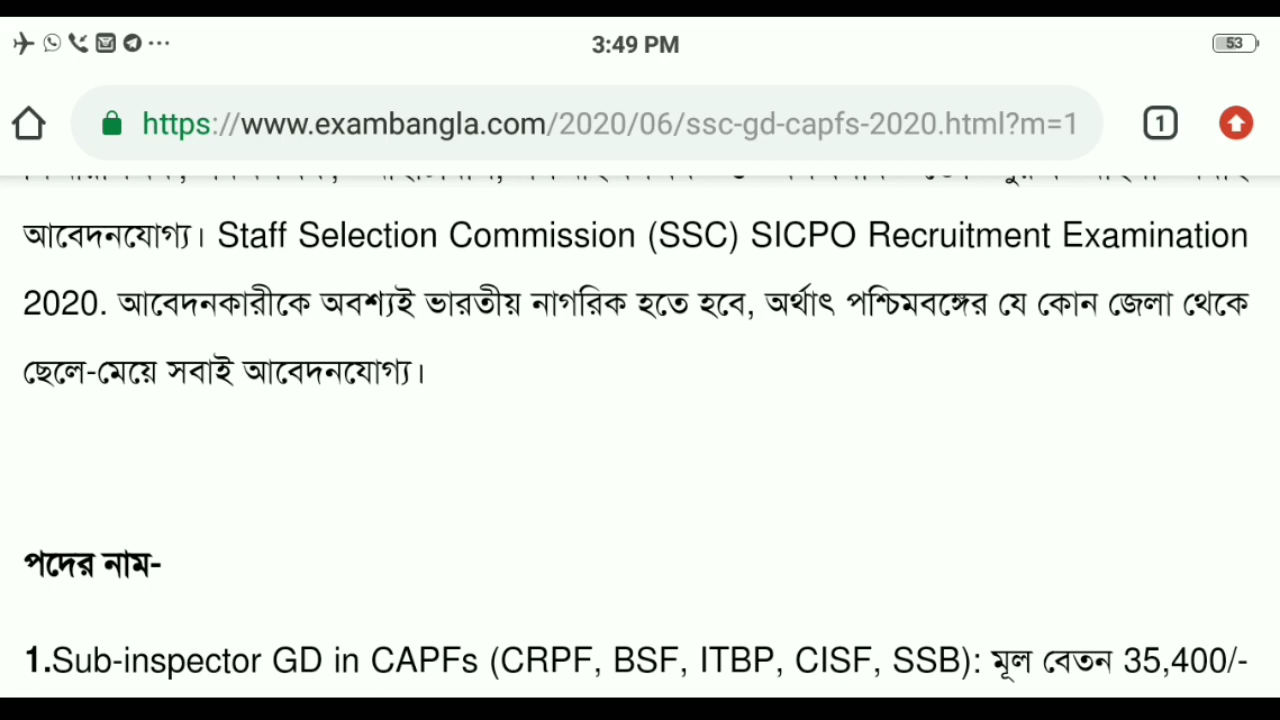 3:49 PM
53
https://www.exambangla.com/2020/06/ssc-gd-capfs-2020.html?m=1
1
আবেদনযোগ্য। Staff Selection Commission (SSC) SICPO Recruitment Examination
2020. আবেদনকারীকে অবশ্যই ভারতীয় নাগরিক হতে হবে, অর্থাৎ পশ্চিমবঙ্গের যে কোন জেলা থেকে
ছেলে-মেয়ে সবাই আবেদনযোগ্য।
পদের নাম-
1.Sub-inspector GD in CAPFs (CRPF, BSF, ITBP, CISF, SSB): মূল বেতন 35,400/-